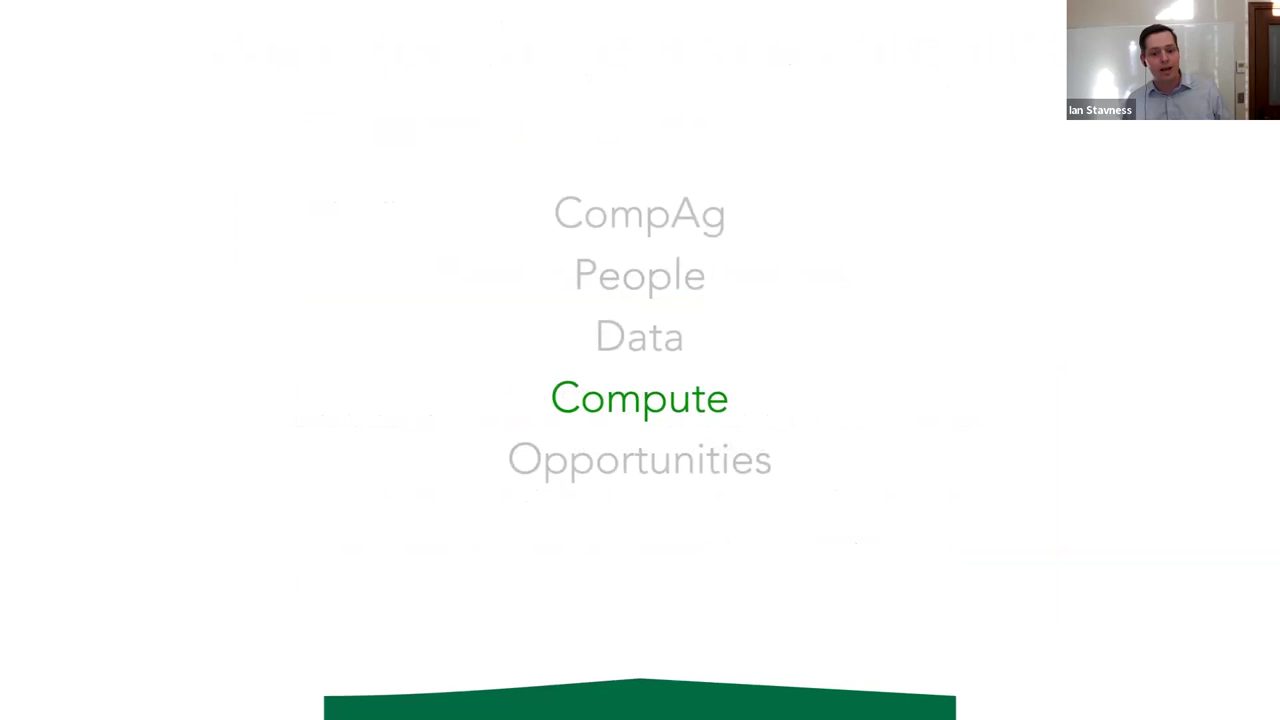 Ian Stavness
CompAg
People
Data
Compute
Opportunities